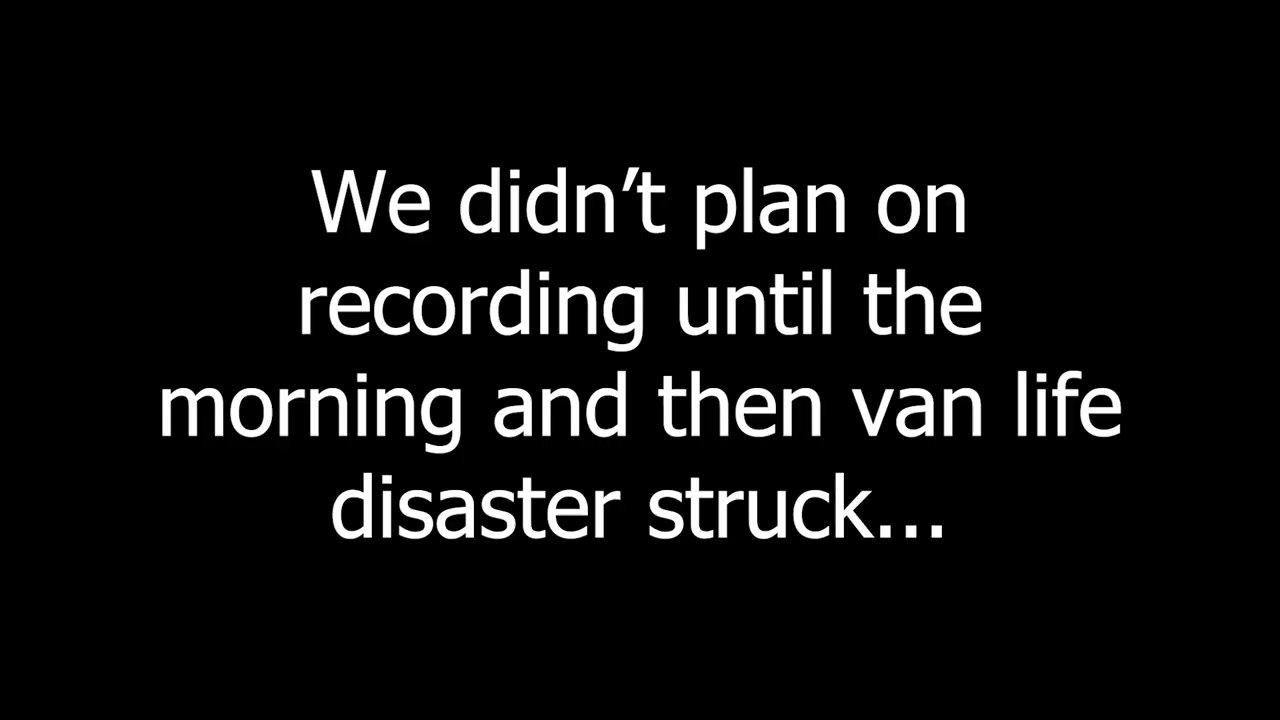 We didn’t plan on
recording until the
morning and then van life
disaster struck...